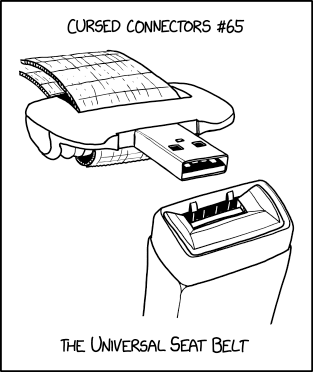 CURSED CONNECTORS #65
THE UNIVERSAL SEAT BELT